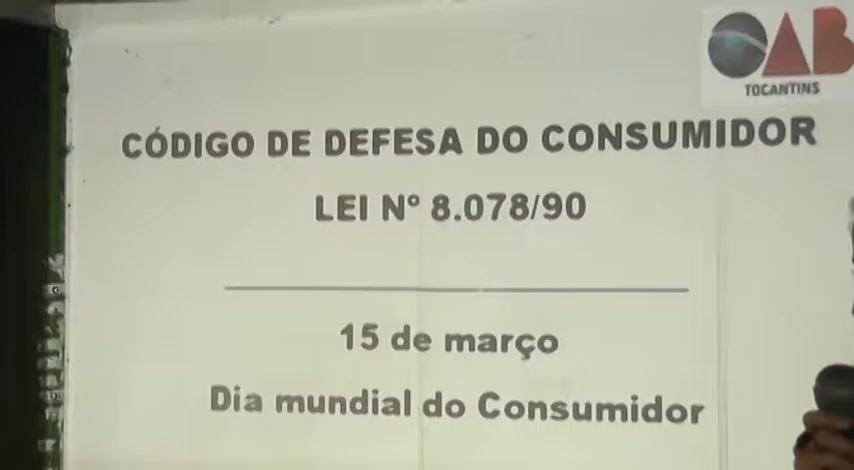 OAB
TOCANTINS
CÓDIGO DE DEFESA DO CONSUMIDOR
LEI Nº 8.078/90
15 de março
Dia mundial do Consumidor